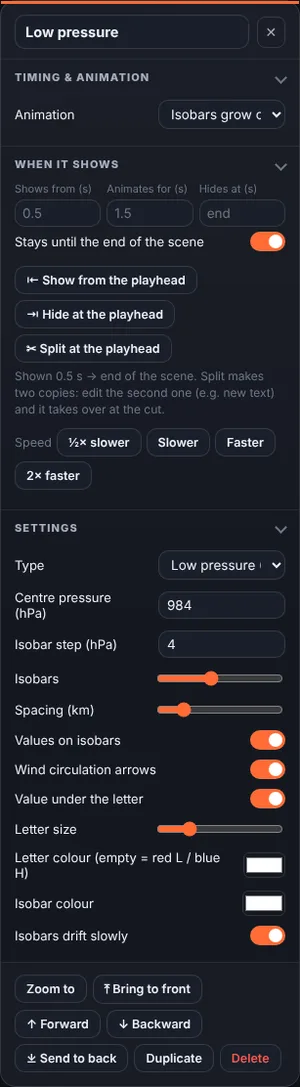 Low pressure
✕
TIMING & ANIMATION
Animation
Isobars grow c
WHEN IT SHOWS
Shows from (s) Animates for (s) Hides at (s)
0.5 1.5 end
Stays until the end of the scene
⇤ Show from the playhead
⇥ Hide at the playhead
✂ Split at the playhead
Shown 0.5 s → end of the scene. Split makes
two copies: edit the second one (e.g. new text)
and it takes over at the cut.
Speed ½× slower Slower Faster
2× faster
SETTINGS
Type Low pressure (
Centre pressure
(hPa)
984
Isobar step (hPa) 4
Isobars
Spacing (km)
Values on isobars
Wind circulation arrows
Value under the letter
Letter size
Letter colour (empty = red L / blue
H)
Isobar colour
Isobars drift slowly
Zoom to ⤒ Bring to front
↑ Forward ↓ Backward
⤓ Send to back Duplicate Delete